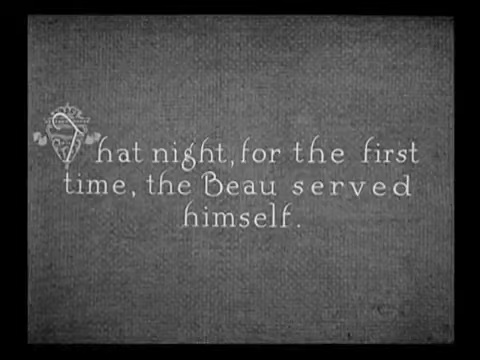 That night, for the first
time, the Beau served
himself.